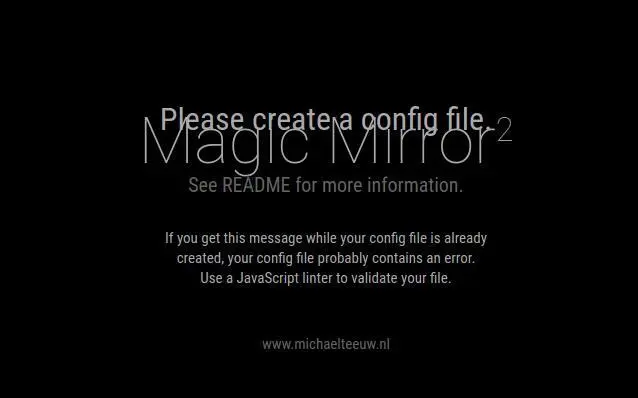 Please create a config file.
Magic Mirror²
See README for more information.
If you get this message while your config file is already
created, your config file probably contains an error.
Use a JavaScript linter to validate your file.
www.michaelteeuw.nl